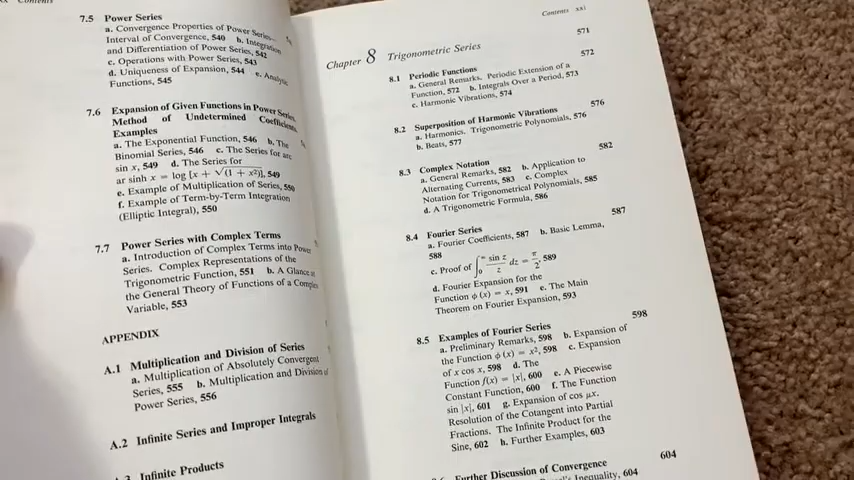 xx Contents
7.5 Power Series
a. Convergence Properties of Power Series—
Interval of Convergence, 540 b. Integration
and Differentiation of Power Series, 542
c. Operations with Power Series, 543
d. Uniqueness of Expansion, 544 e. Analytic
Functions, 545
7.6 Expansion of Given Functions in Power Series.
Method of Undetermined Coefficients.
Examples
a. The Exponential Function, 546 b. The
Binomial Series, 546 c. The Series for arc
sin x, 549 d. The Series for
ar sinh x = log [x + √(1 + x²)], 549
e. Example of Multiplication of Series, 550
f. Example of Term-by-Term Integration
(Elliptic Integral), 550
7.7 Power Series with Complex Terms
a. Introduction of Complex Terms into Power
Series. Complex Representations of the
Trigonometric Function, 551 b. A Glance at
the General Theory of Functions of a Complex
Variable, 553
APPENDIX
A.1 Multiplication and Division of Series
a. Multiplication of Absolutely Convergent
Series, 555 b. Multiplication and Division of
Power Series, 556
A.2 Infinite Series and Improper Integrals
Infinite Products
Contents xxi
Chapter 8 Trigonometric Series 571
8.1 Periodic Functions 572
a. General Remarks. Periodic Extension of a
Function, 572 b. Integrals Over a Period, 573
c. Harmonic Vibrations, 574
8.2 Superposition of Harmonic Vibrations 576
a. Harmonics. Trigonometric Polynomials, 576
b. Beats, 577
8.3 Complex Notation 582
a. General Remarks, 582 b. Application to
Alternating Currents, 583 c. Complex
Notation for Trigonometrical Polynomials, 585
d. A Trigonometric Formula, 586
8.4 Fourier Series 587
a. Fourier Coefficients, 587 b. Basic Lemma,
588
c. Proof of ∫₀^∞ sin z / z dz = π/2, 589
d. Fourier Expansion for the
Function φ(x) = x, 591 e. The Main
Theorem on Fourier Expansion, 593
8.5 Examples of Fourier Series 598
a. Preliminary Remarks, 598 b. Expansion of
the Function φ(x) = x², 598 c. Expansion
of x cos x, 598 d. The
Function f(x) = |x|, 600 e. A Piecewise
Constant Function, 600 f. The Function
sin |x|, 601 g. Expansion of cos μx.
Resolution of the Cotangent into Partial
Fractions. The Infinite Product for the
Sine, 602 h. Further Examples, 603
Further Discussion of Convergence 604
Inequality, 604